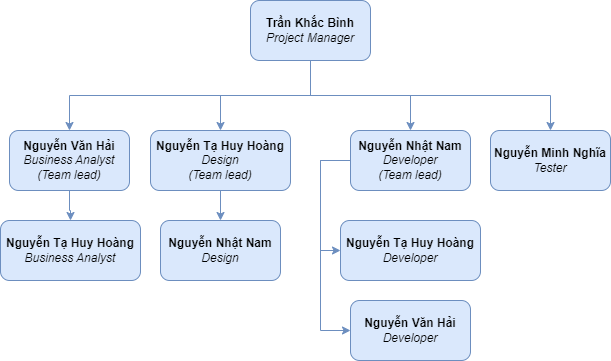 Trần Khắc Bỉnh
Project Manager
Nguyễn Văn Hải
Business Analyst
(Team lead)
Nguyễn Tạ Huy Hoàng
Design
(Team lead)
Nguyễn Nhật Nam
Developer
(Team lead)
Nguyễn Minh Nghĩa
Tester
Nguyễn Tạ Huy Hoàng
Business Analyst
Nguyễn Nhật Nam
Design
Nguyễn Tạ Huy Hoàng
Developer
Nguyễn Văn Hải
Developer